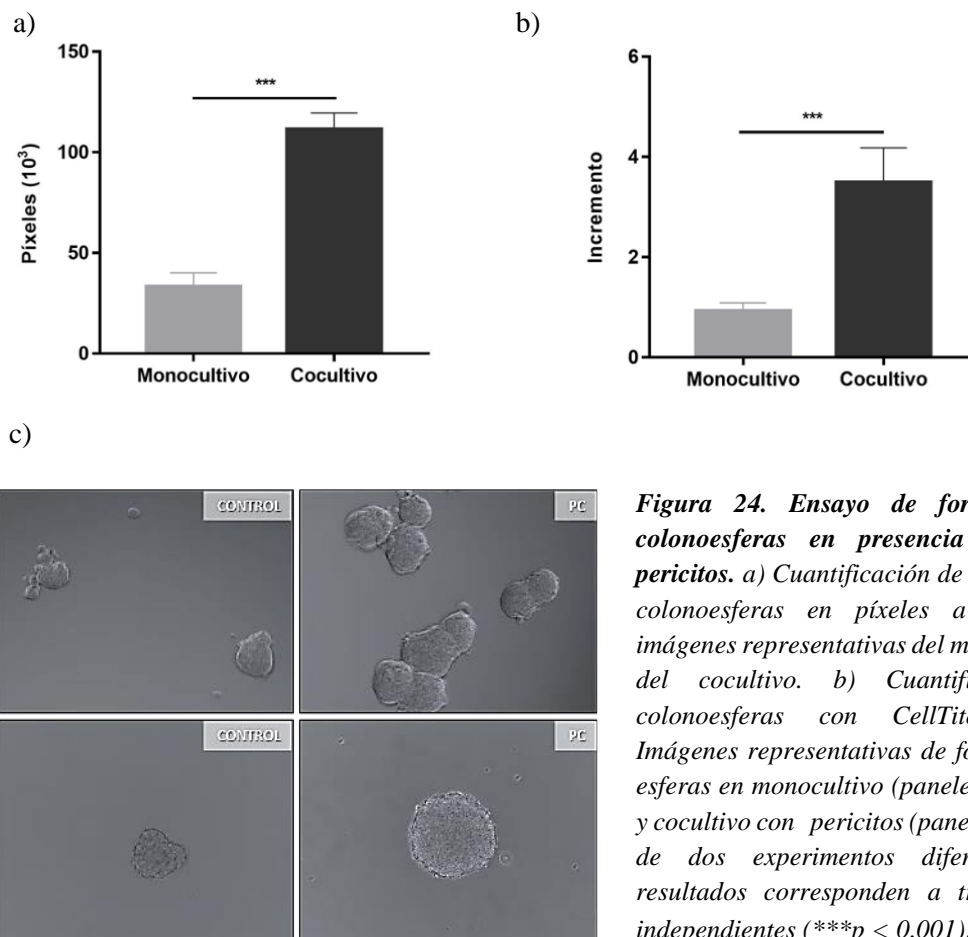 a)
b)
150
100
50
0
Píxeles (10³)
***
Monocultivo Cocultivo
6
4
2
0
Incremento
***
Monocultivo Cocultivo
c)
CONTROL
PC
CONTROL
PC
Figura 24. Ensayo de for
colonoesferas en presencia
pericitos. a) Cuantificación de
colonoesferas en píxeles a
imágenes representativas del m
del cocultivo. b) Cuantifi
colonoesferas con CellTit
Imágenes representativas de fo
esferas en monocultivo (panele
y cocultivo con pericitos (pane
de dos experimentos difer
resultados corresponden a t
independientes (***p < 0.001)